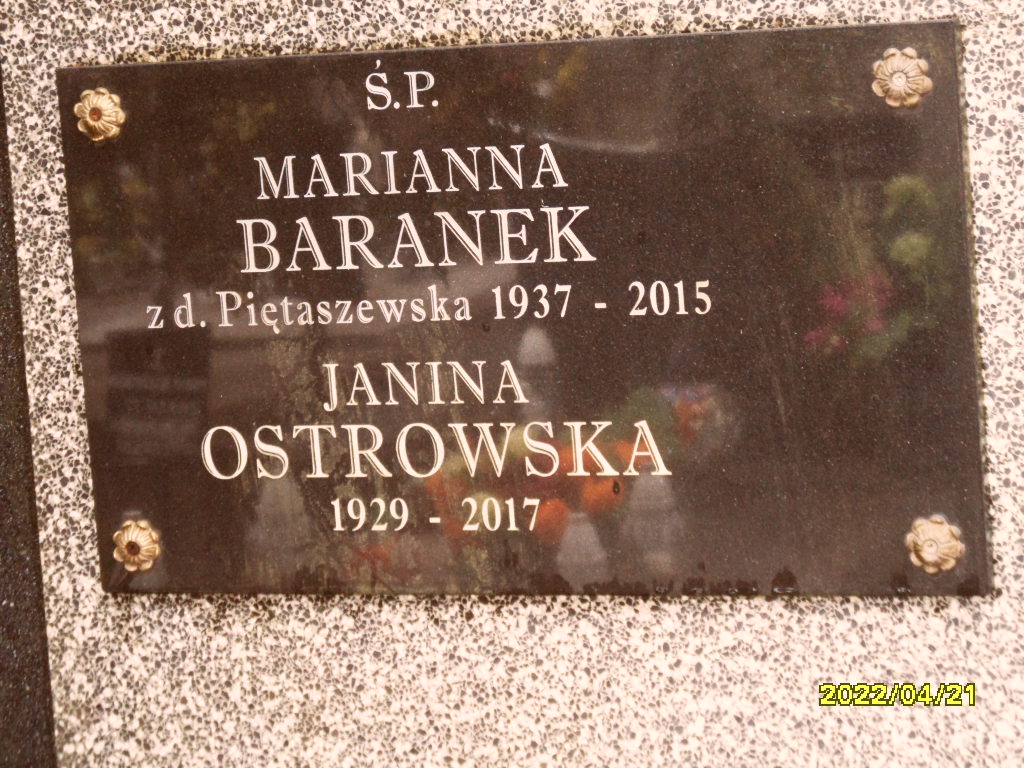 Ś.P.
MARIANNA
BARANEK
z d. Piętaszewska 1937 - 2015
JANINA
OSTROWSKA
1929 - 2017
2022/04/21